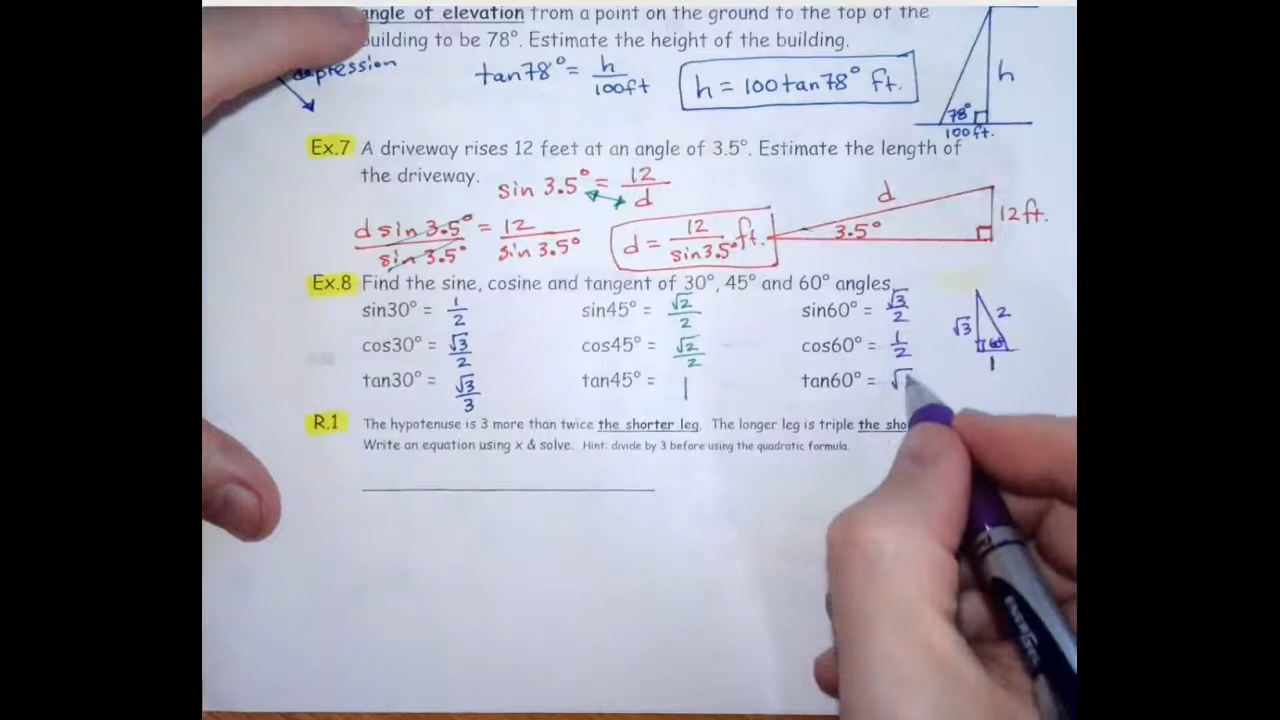 angle of elevation from a point on the ground to the top of the
building to be 78°. Estimate the height of the building.
depression
tan78° = h/100ft
h = 100tan78° ft.
h
78°
100ft.
Ex.7 A driveway rises 12 feet at an angle of 3.5°. Estimate the length of
the driveway.
sin 3.5° = 12/d
d sin 3.5°/sin 3.5° = 12/sin 3.5°
d = 12/sin3.5° ft.
d
12ft.
3.5°
Ex.8 Find the sine, cosine and tangent of 30°, 45° and 60° angles.
sin30° = 1/2 sin45° = √2/2 sin60° = √3/2
cos30° = √3/2 cos45° = √2/2 cos60° = 1/2
tan30° = √3/3 tan45° = 1 tan60° = √
√3 2
60°
1
R.1 The hypotenuse is 3 more than twice the shorter leg. The longer leg is triple the
Write an equation using x & solve. Hint: divide by 3 before using the quadratic formula.